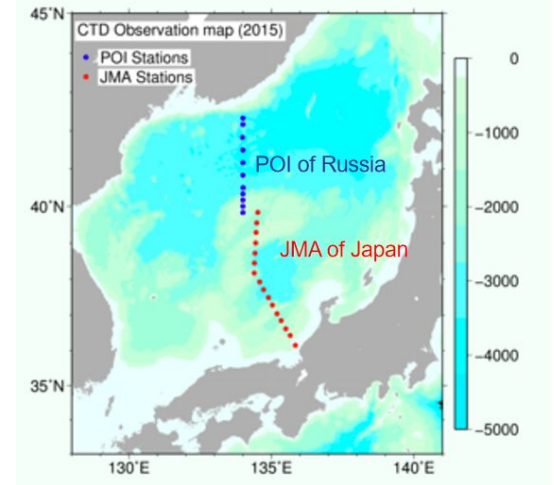 CTD Observation map (2015)
POI Stations
JMA Stations
POI of Russia
JMA of Japan
45˚N
40˚N
35˚N
130˚E
135˚E
140˚E
0
−1000
−2000
−3000
−4000
−5000